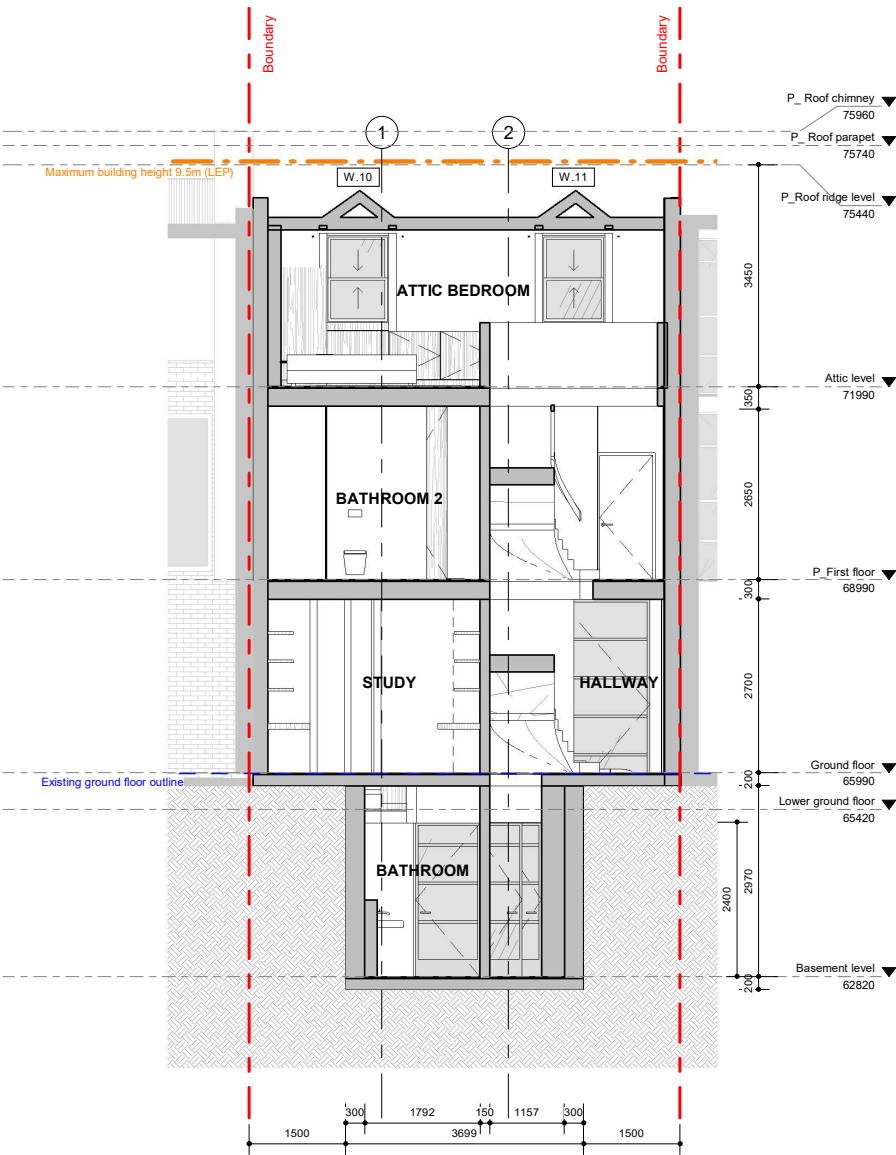 Boundary
Boundary
P_ Roof chimney
75960
P_ Roof parapet
75740
1
2
Maximum building height 9.5m (LEP)
W.10
W.11
P_Roof ridge level
75440
3450
ATTIC BEDROOM
Attic level
71990
350
BATHROOM 2
2650
P_First floor
68990
300
STUDY
HALLWAY
2700
Existing ground floor outline
Ground floor
65990
200
Lower ground floor
65420
BATHROOM
2400
2970
Basement level
62820
200
300
1792
150
1157
300
1500
3699
1500